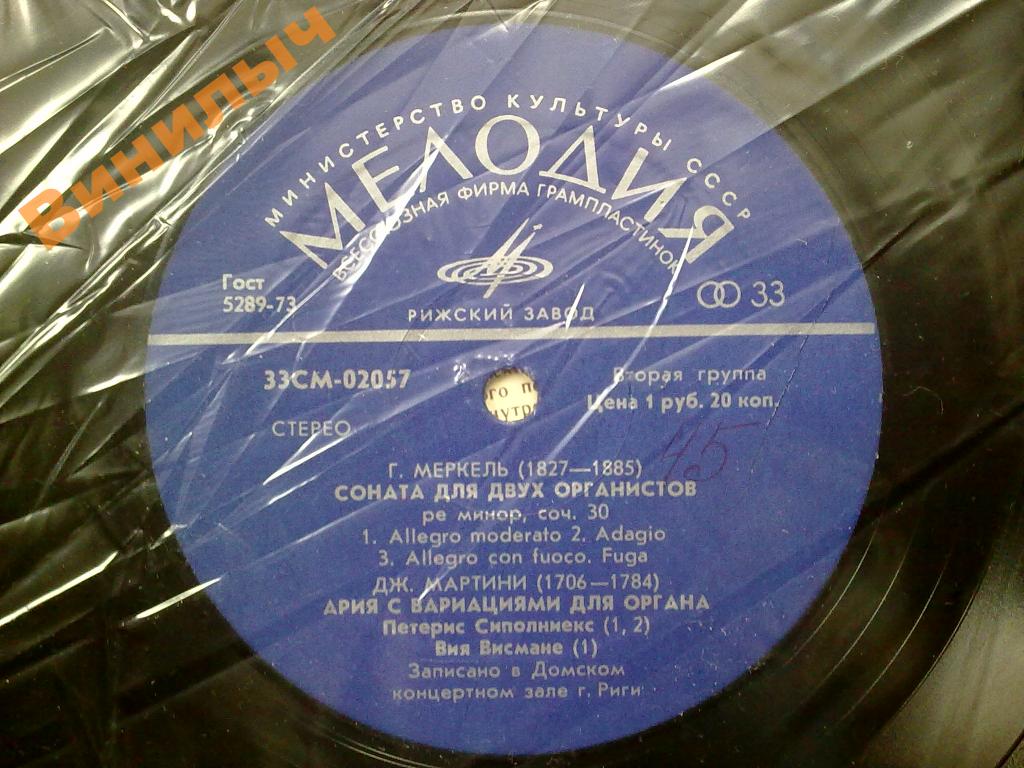 Винилыч
МИНИСТЕРСТВО КУЛЬТУРЫ СССР
МЕЛОДИЯ
ВСЕСОЮЗНАЯ ФИРМА ГРАМПЛАСТИНОК
Гост
5289-73
33
РИЖСКИЙ ЗАВОД
33СМ-02057
Вторая группа
Цена 1 руб. 20 коп.
СТЕРЕО
45
Г. МЕРКЕЛЬ (1827—1885)
СОНАТА ДЛЯ ДВУХ ОРГАНИСТОВ
ре минор, соч. 30
1. Allegro moderato 2. Adagio
3. Allegro con fuoco. Fuga
ДЖ. МАРТИНИ (1706—1784)
АРИЯ С ВАРИАЦИЯМИ ДЛЯ ОРГАНА
Петерис Сиполниекс (1, 2)
Вия Висмане (1)
Записано в Домском
концертном зале г. Риги